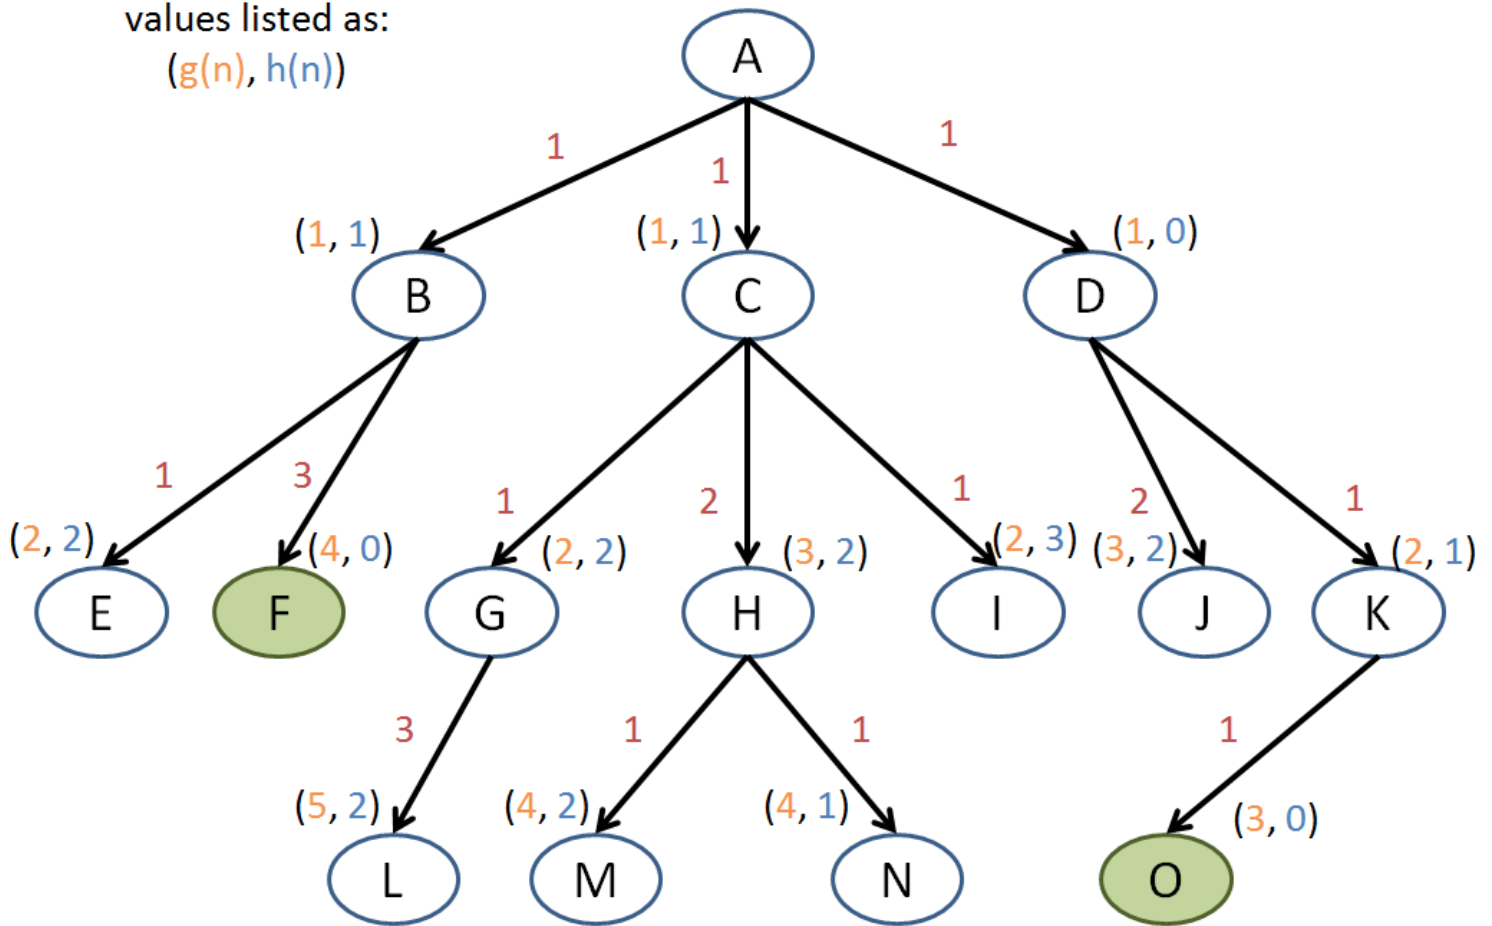 values listed as:
(g(n), h(n))
A
1
1
1
(1, 1)
(1, 1)
(1, 0)
B
C
D
1
3
1
2
1
2
1
(2, 2)
(4, 0)
(2, 2)
(3, 2)
(2, 3)
(3, 2)
(2, 1)
E
F
G
H
I
J
K
3
1
1
1
(5, 2)
(4, 2)
(4, 1)
(3, 0)
L
M
N
O